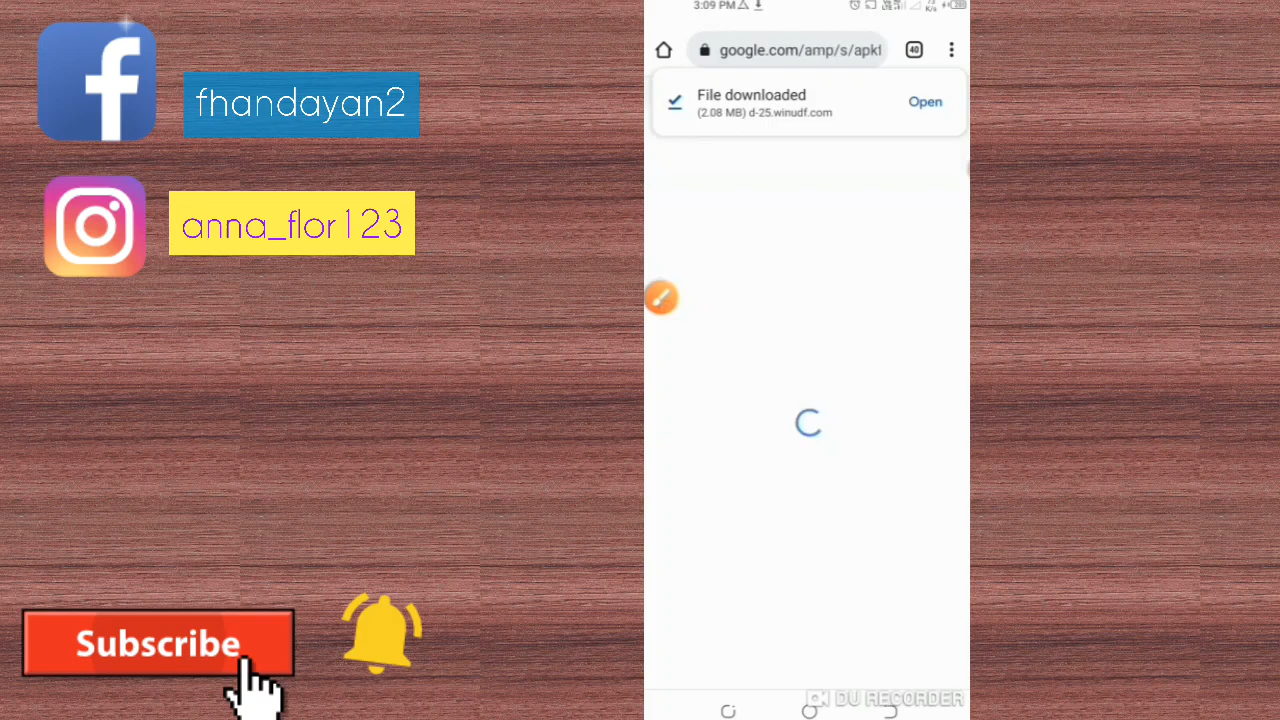 fhandayan2
anna_flor123
Subscribe
3:09 PM
google.com/amp/s/apkf
40
File downloaded
(2.08 MB) d-25.winudf.com
Open
DU RECORDER